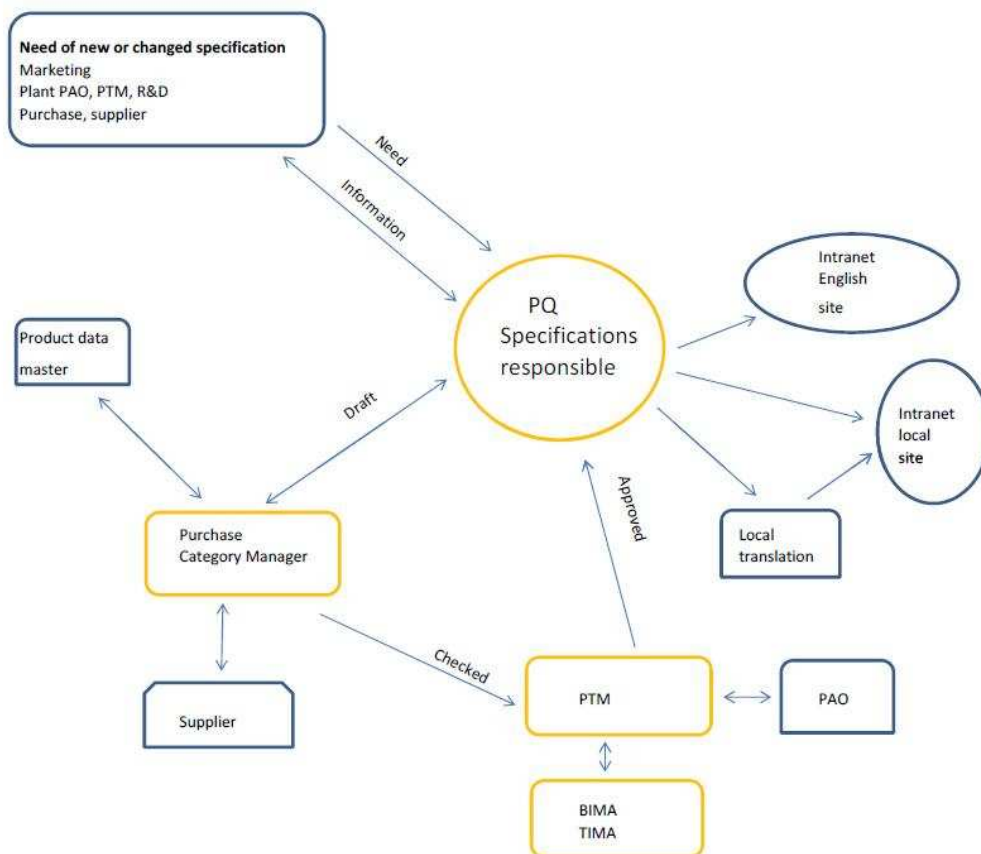 Need of new or changed specification
Marketing
Plant PAO, PTM, R&D
Purchase, supplier
Need
Information
PQ
Specifications
responsible
Intranet
English
site
Product data
master
Draft
Intranet
local
site
Approved
Purchase
Category Manager
Local
translation
Checked
Supplier
PTM
PAO
BIMA
TIMA